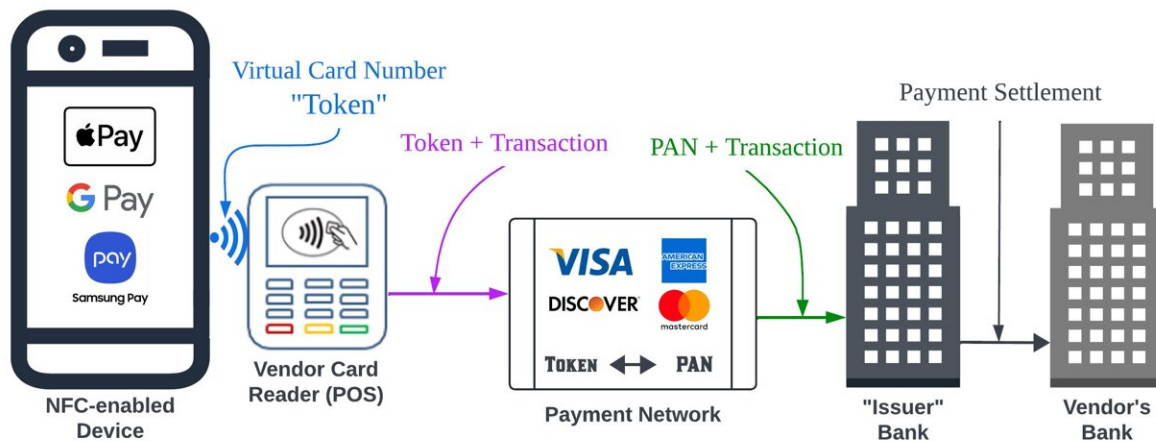 Pay
G Pay
pay
Samsung Pay
NFC-enabled
Device
Virtual Card Number
"Token"
Vendor Card
Reader (POS)
Token + Transaction
VISA
AMERICAN
EXPRESS
DISCOVER
mastercard
TOKEN PAN
Payment Network
PAN + Transaction
"Issuer"
Bank
Payment Settlement
Vendor's
Bank